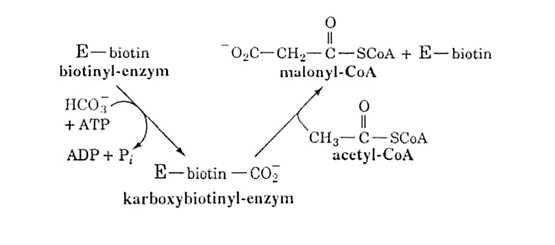 E—biotin
biotinyl-enzym
HCO₃⁻
+ ATP
ADP + Pᵢ
E—biotin—CO₂⁻
karboxybiotinyl-enzym
O
‖
⁻O₂C—CH₂—C—SCoA + E—biotin
malonyl-CoA
O
‖
CH₃—C—SCoA
acetyl-CoA